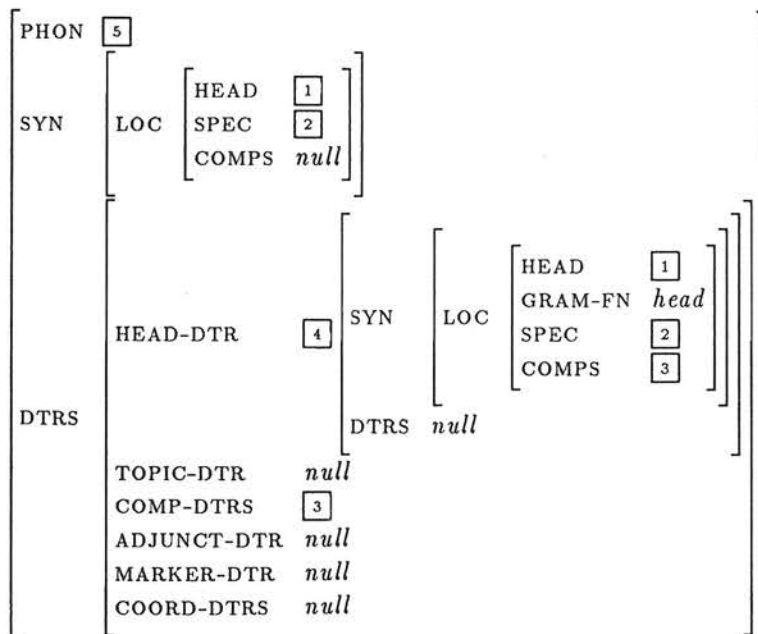 PHON 5
HEAD 1
SYN LOC SPEC 2
COMPS null
HEAD 1
GRAM-FN head
SYN LOC
HEAD-DTR 4 SPEC 2
COMPS 3
DTRS DTRS null
TOPIC-DTR null
COMP-DTRS 3
ADJUNCT-DTR null
MARKER-DTR null
COORD-DTRS null